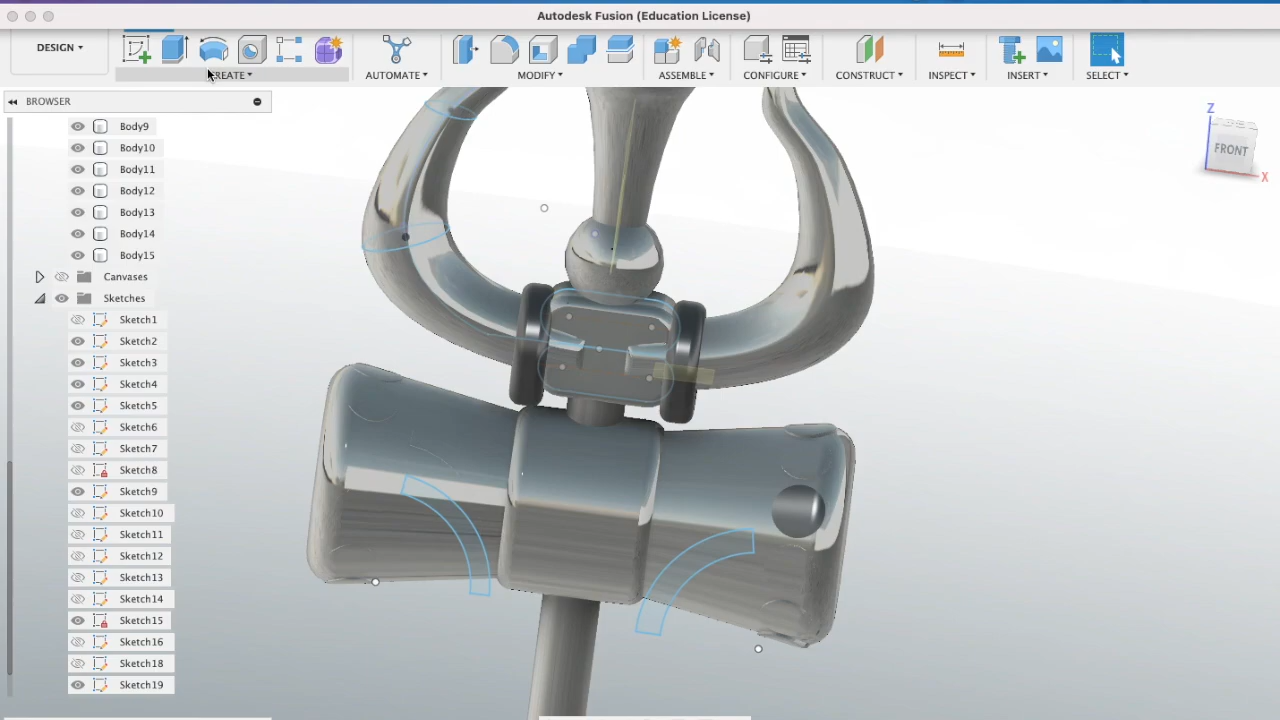 Autodesk Fusion (Education License)
DESIGN
REATE
AUTOMATE
MODIFY
ASSEMBLE
CONFIGURE
CONSTRUCT
INSPECT
INSERT
SELECT
BROWSER
Body9
Body10
Body11
Body12
Body13
Body14
Body15
Canvases
Sketches
Sketch1
Sketch2
Sketch3
Sketch4
Sketch5
Sketch6
Sketch7
Sketch8
Sketch9
Sketch10
Sketch11
Sketch12
Sketch13
Sketch14
Sketch15
Sketch16
Sketch18
Sketch19
Z
FRONT
X